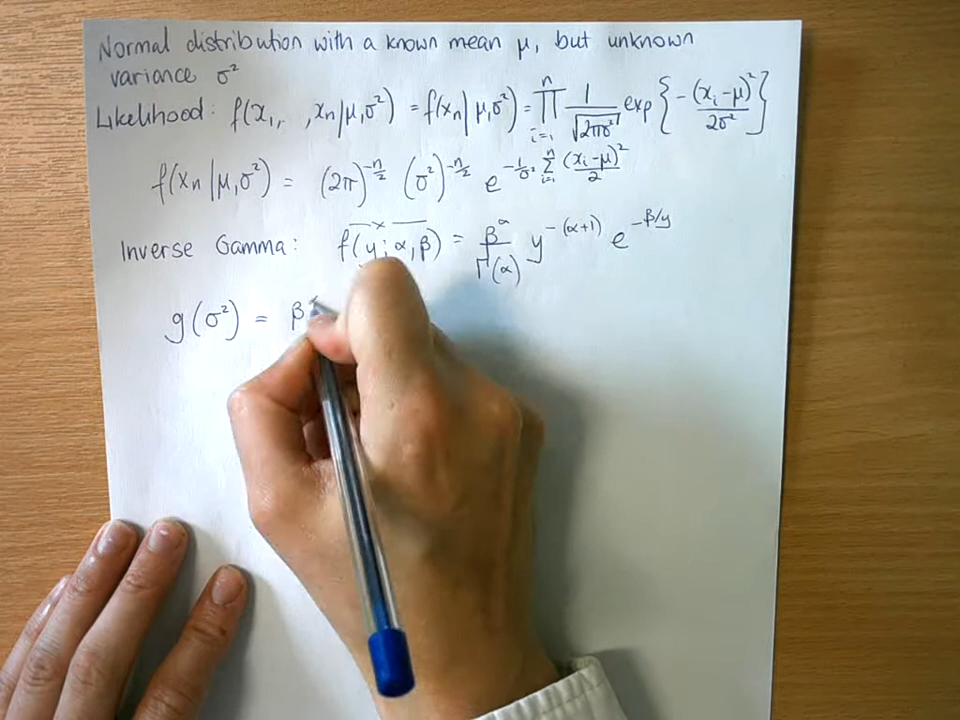 Normal distribution with a known mean μ, but unknown
variance σ²
Likelihood: f(x₁, , xₙ|μ,σ²) = f(xₙ|μ,σ²) = ∏ᵢ₌₁ⁿ 1/√(2πσ²) exp{-(xᵢ-μ)²/2σ²}
f(xₙ|μ,σ²) = (2π)^(-n/2) (σ²)^(-n/2) e^(-1/σ² ∑ᵢ₌₁ⁿ (xᵢ-μ)²/2)
Inverse Gamma: f(y;α,β) = β^α/Γ(α) y^(-(α+1)) e^(-β/y)
g(σ²) = β